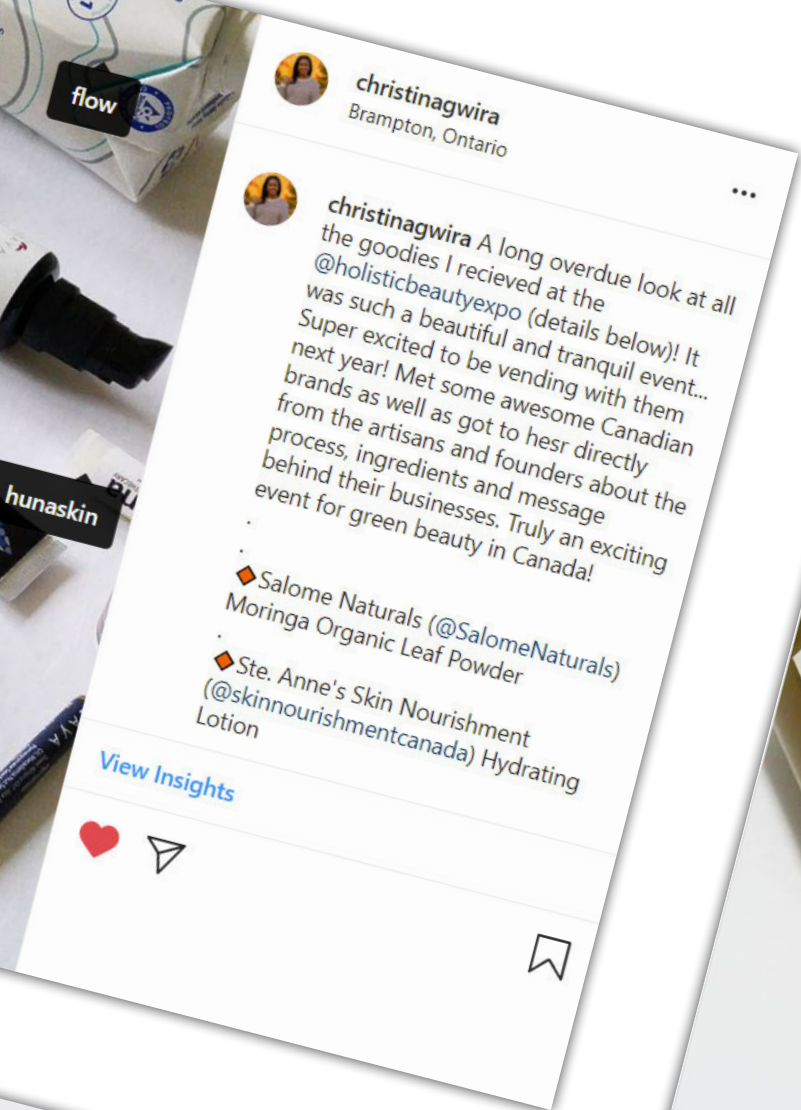 flow
hunaskin
christinagwira
Brampton, Ontario
christinagwira A long overdue look at all
the goodies I recieved at the
@holisticbeautyexpo (details below)! It
was such a beautiful and tranquil event...
Super excited to be vending with them
next year! Met some awesome Canadian
brands as well as got to hesr directly
from the artisans and founders about the
process, ingredients and message
behind their businesses. Truly an exciting
event for green beauty in Canada!
.
.
🔶Salome Naturals (@SalomeNaturals)
Moringa Organic Leaf Powder
.
🔶Ste. Anne's Skin Nourishment
(@skinnourishmentcanada) Hydrating
Lotion
View Insights